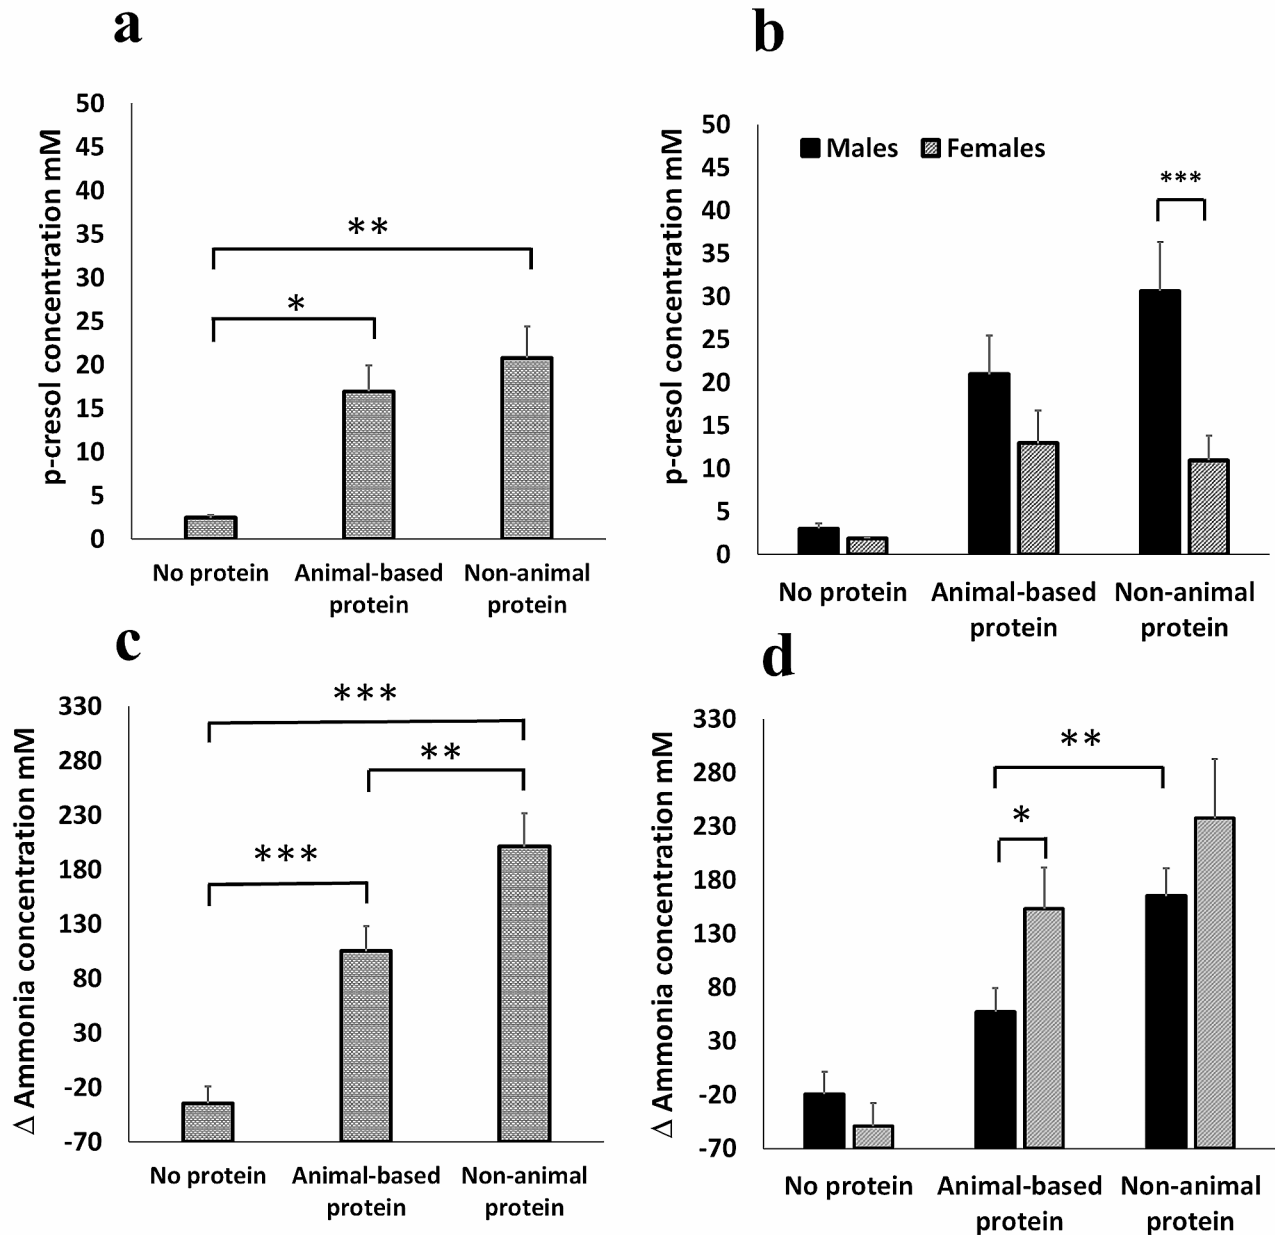 a
p-cresol concentration mM
50
45
40
35
30
25
20
15
10
5
0
**
*
No protein
Animal-based
protein
Non-animal
protein
b
p-cresol concentration mM
50
45
40
35
30
25
20
15
10
5
0
Males
Females
***
No protein
Animal-based
protein
Non-animal
protein
c
Δ Ammonia concentration mM
330
280
230
180
130
80
30
-20
-70
***
**
***
No protein
Animal-based
protein
Non-animal
protein
d
Δ Ammonia concentration mM
330
280
230
180
130
80
30
-20
-70
**
*
No protein
Animal-based
protein
Non-animal
protein